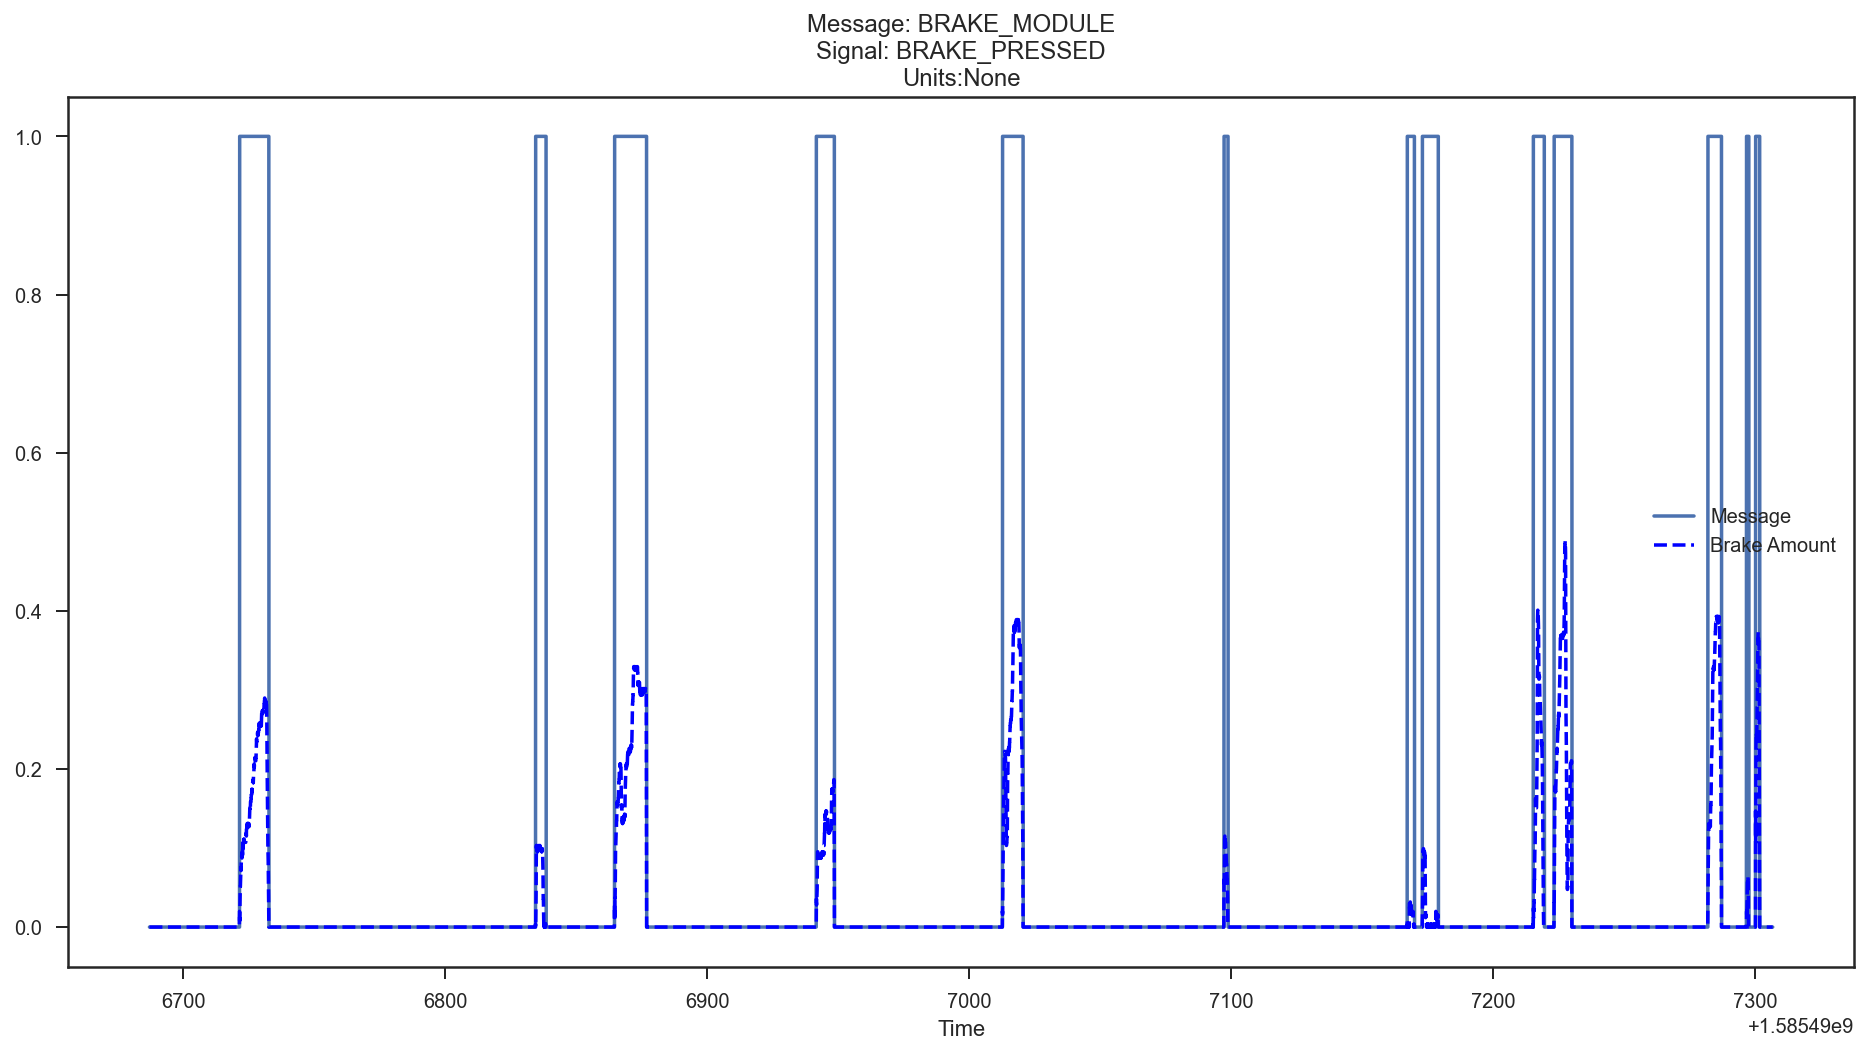 Message: BRAKE_MODULE
Signal: BRAKE_PRESSED
Units:None
1.0
0.8
0.6
0.4
0.2
0.0
Message
Brake Amount
6700 6800 6900 7000 7100 7200 7300
Time
+1.58549e9